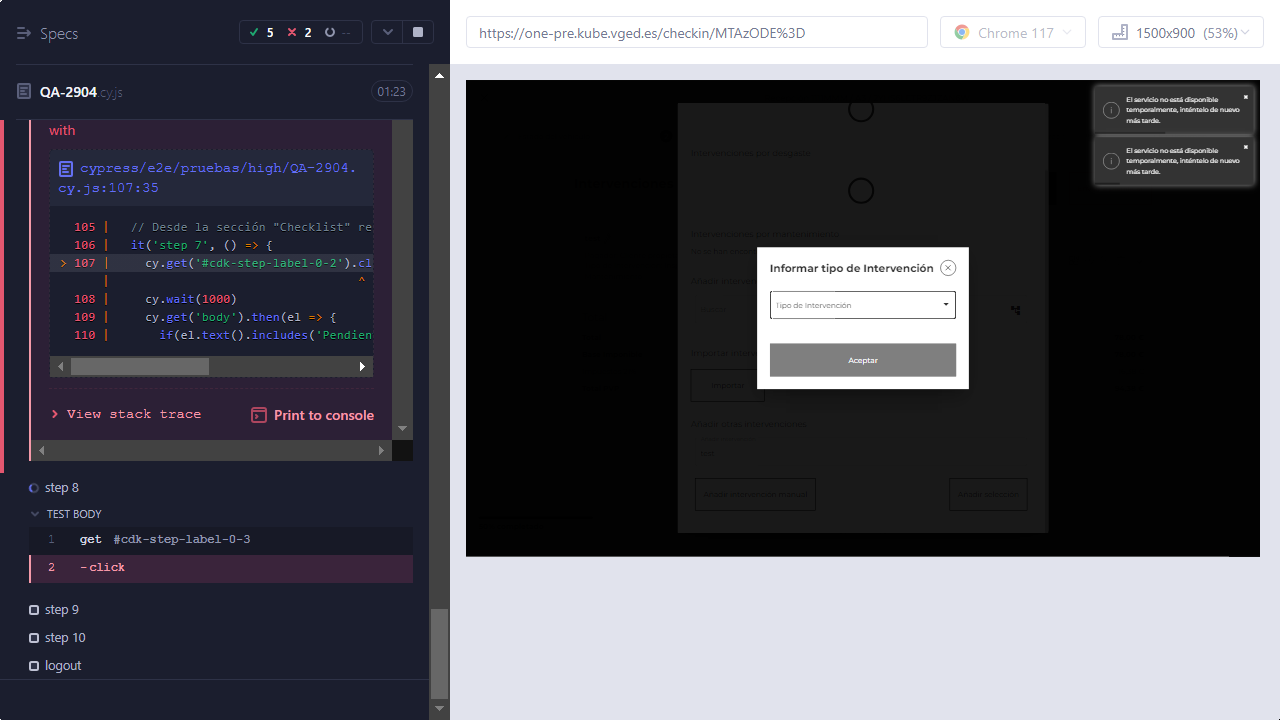 Specs
5 2 --
QA-2904.cy.js
01:23
with
cypress/e2e/pruebas/high/QA-2904.
cy.js:107:35
105 | // Desde la sección "Checklist" re
106 | it('step 7', () => {
> 107 | cy.get('#cdk-step-label-0-2').cl
| ^
108 | cy.wait(1000)
109 | cy.get('body').then(el => {
110 | if(el.text().includes('Pendien
> View stack trace
Print to console
step 8
TEST BODY
1 get #cdk-step-label-0-3
2 -click
step 9
step 10
logout
https://one-pre.kube.vged.es/checkin/MTAzODE%3D
Chrome 117
1500x900 (53%)
El servicio no está disponible
temporalmente, inténtelo de nuevo
más tarde.
El servicio no está disponible
temporalmente, inténtelo de nuevo
más tarde.
Informar tipo de Intervención
Tipo de intervención
Aceptar